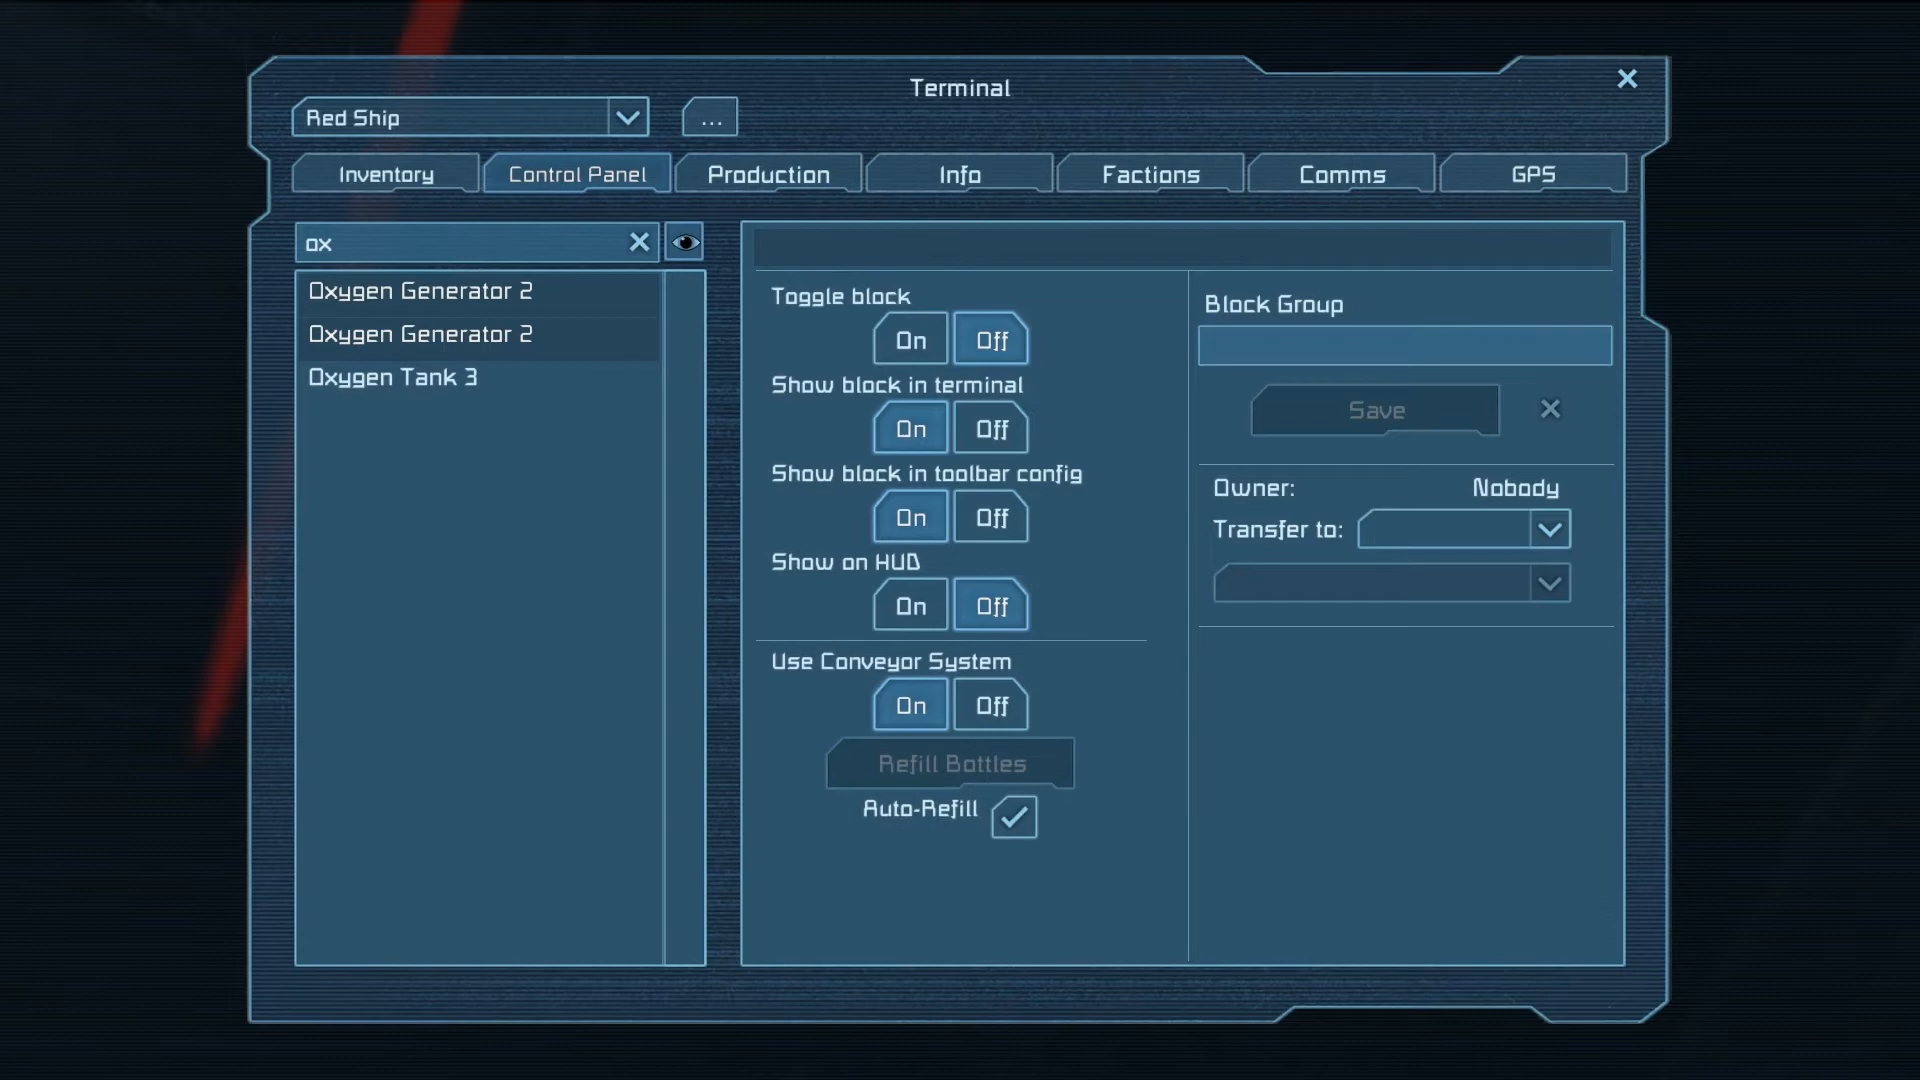 Terminal
Red Ship
...
Inventory
Control Panel
Production
Info
Factions
Comms
GPS
ox
Oxygen Generator 2
Oxygen Generator 2
Oxygen Tank 3
Toggle block
On Off
Show block in terminal
On Off
Show block in toolbar config
On Off
Show on HUD
On Off
Use Conveyor System
On Off
Refill Bottles
Auto-Refill
Block Group
Save
Owner: Nobody
Transfer to: